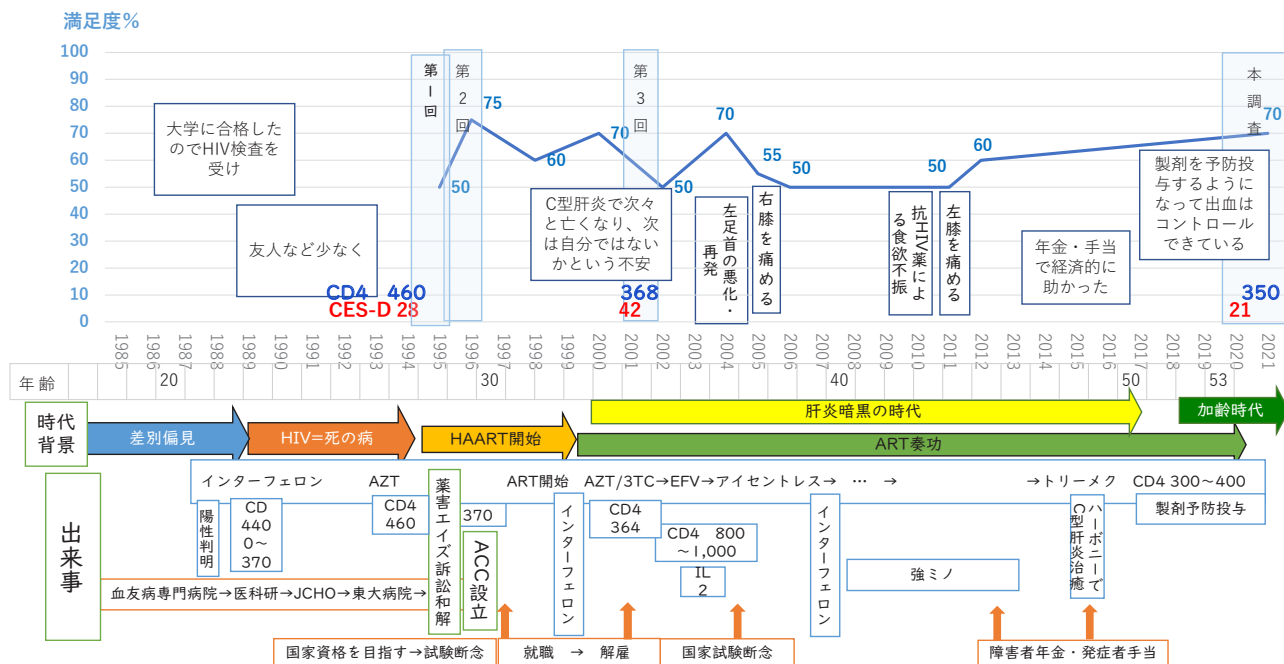 満足度%
100
90
80
70
60
50
40
30
20
10
0
第1回
第2回
第3回
本調査
50
75
60
70
50
70
55
50
50
60
70
大学に合格した
のでHIV検査を
受け
友人など少なく
C型肝炎で次々
と亡くなり、次
は自分ではない
かという不安
左足首の悪化・
再発
右膝を痛める
抗HIV薬によ
る食欲不振
左膝を痛める
年金・手当
で経済的に
助かった
製剤を予防投
与するように
なって出血は
コントロール
できている
CD4 460
CES-D 28
368
42
350
21
1985
1986
1987
1988
1989
1990
1991
1992
1993
1994
1995
1996
1997
1998
1999
2000
2001
2002
2003
2004
2005
2006
2007
2008
2009
2010
2011
2012
2013
2014
2015
2016
2017
2018
2019
2020
2021
年齢
20
30
40
50
53
時代
背景
差別偏見
HIV=死の病
HAART開始
肝炎暗黒の時代
ART奏功
加齢時代
出来事
インターフェロン
AZT
ART開始
AZT/3TC→EFV→アイセントレス→ … →
→トリーメク
CD4 300~400
陽性判明
CD
440
0~
370
CD4
460
薬害エイズ訴訟和解
370
ACC設立
インターフェロン
CD4
364
CD4 800
~1,000
IL
2
インターフェロン
強ミノ
ハーボニーで
C型肝炎治癒
製剤予防投与
血友病専門病院→医科研→JCHO→東大病院→
国家資格を目指す→試験断念
就職 → 解雇
国家試験断念
障害者年金・発症者手当